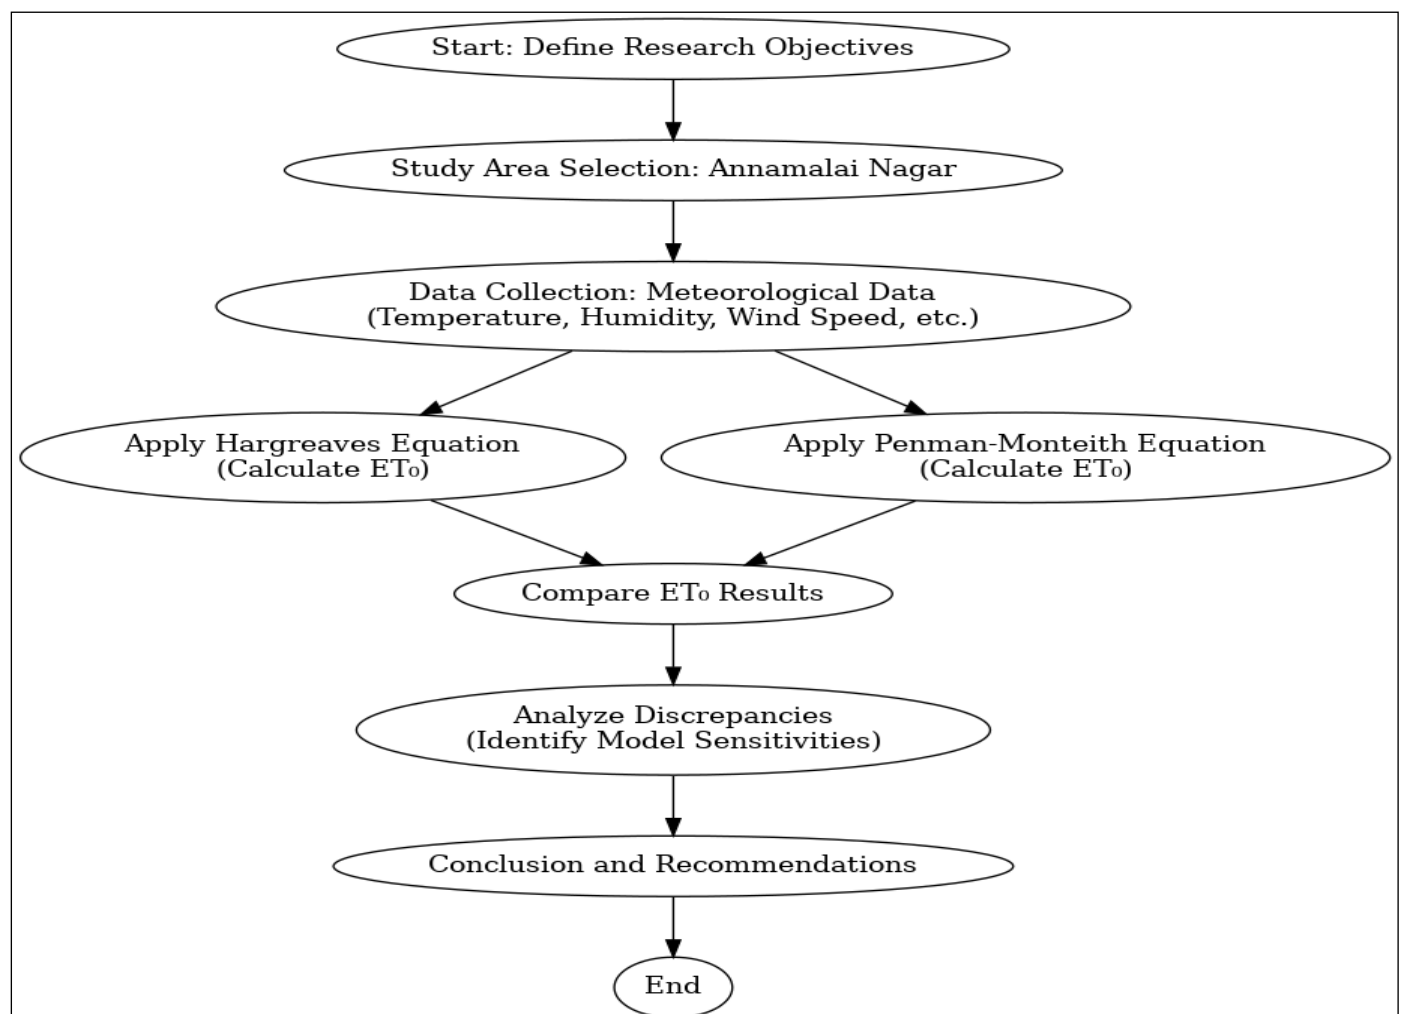 Start: Define Research Objectives
Study Area Selection: Annamalai Nagar
Data Collection: Meteorological Data
(Temperature, Humidity, Wind Speed, etc.)
Apply Hargreaves Equation
(Calculate ET₀)
Apply Penman-Monteith Equation
(Calculate ET₀)
Compare ET₀ Results
Analyze Discrepancies
(Identify Model Sensitivities)
Conclusion and Recommendations
End